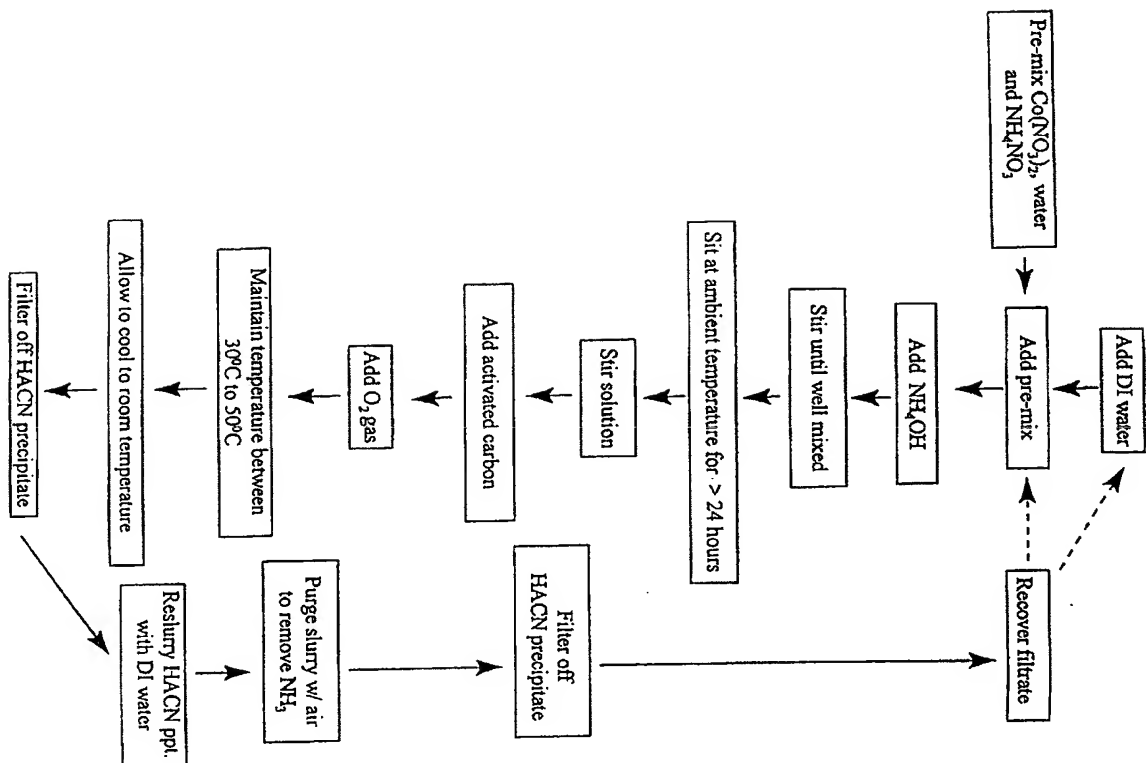 Pre-mix Co(NO₃)₂, water
and NH₄NO₃
Add DI water
Add pre-mix
Add NH₄OH
Stir until well mixed
Sit at ambient temperature for > 24 hours
Stir solution
Add activated carbon
Add O₂ gas
Maintain temperature between
30ºC to 50ºC
Allow to cool to room temperature
Filter off HACN precipitate
Reslurry HACN ppt.
with DI water
Purge slurry w/ air
to remove NH₃
Filter off
HACN precipitate
Recover filtrate